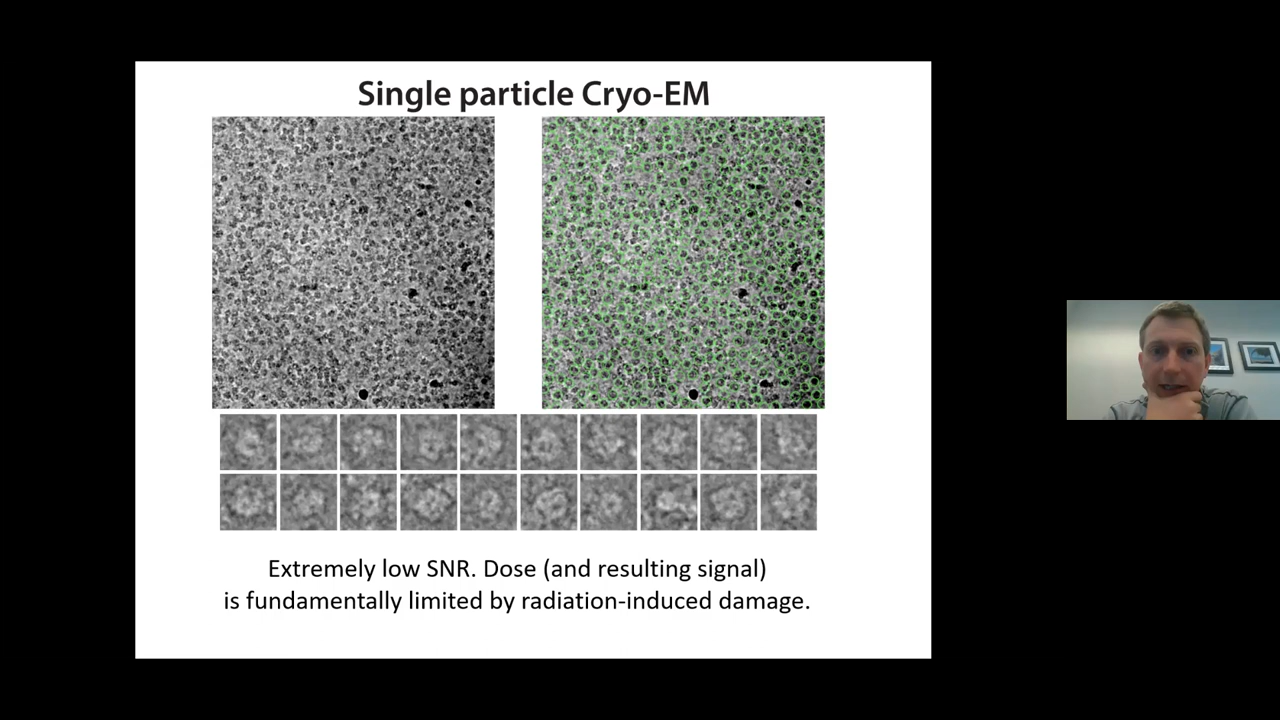 Single particle Cryo-EM
Extremely low SNR. Dose (and resulting signal)
is fundamentally limited by radiation-induced damage.